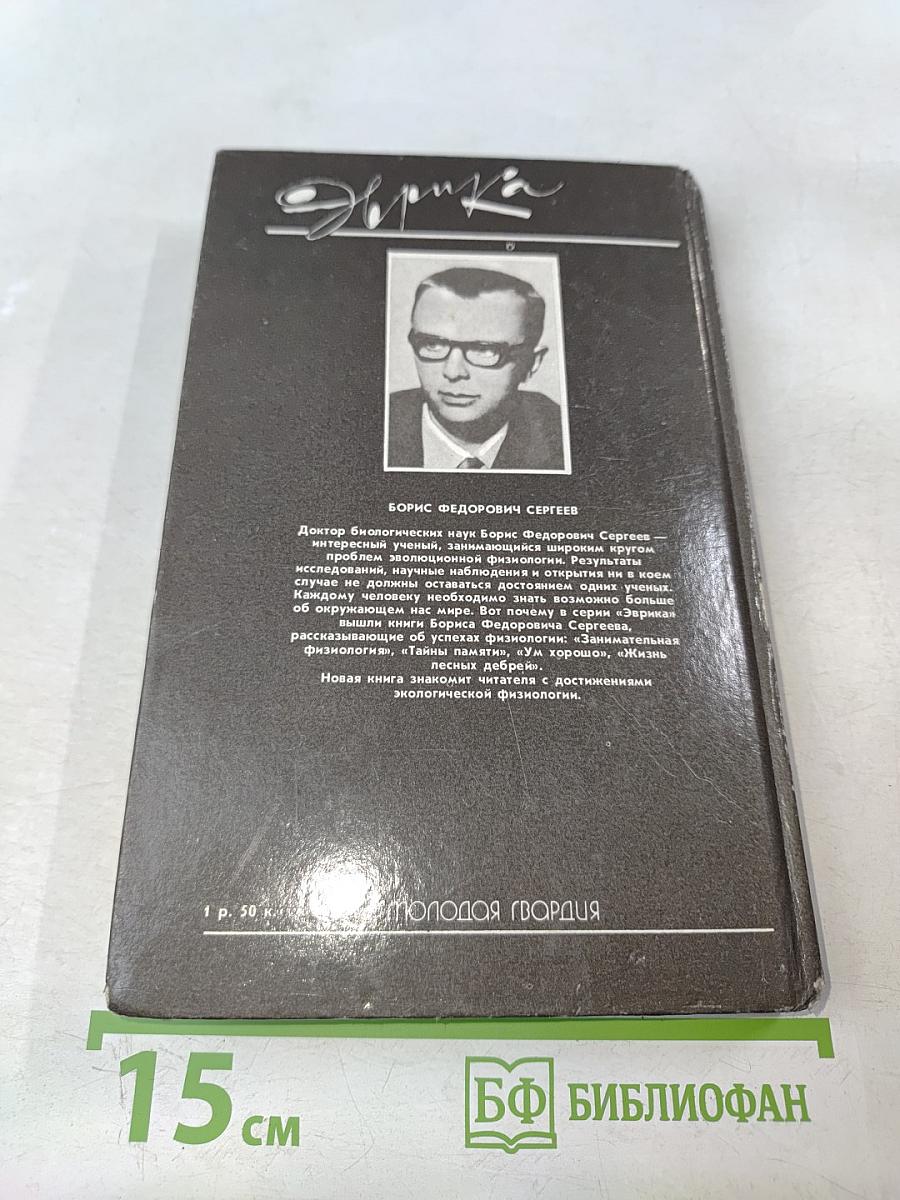 Эврика
БОРИС ФЕДОРОВИЧ СЕРГЕЕВ
Доктор биологических наук Борис Федорович Сергеев —
интересный ученый, занимающийся широким кругом
проблем эволюционной физиологии. Результаты
исследований, научные наблюдения и открытия ни в коем
случае не должны оставаться достоянием одних ученых.
Каждому человеку необходимо знать возможно больше
об окружающем нас мире. Вот почему в серии «Эврика»
вышли книги Бориса Федоровича Сергеева,
рассказывающие об успехах физиологии: «Занимательная
физиология», «Тайны памяти», «Ум хорошо», «Жизнь
лесных дебрей».
Новая книга знакомит читателя с достижениями
экологической физиологии.
1 р. 50 к. МОЛОДАЯ ГВАРДИЯ
15 см БФ БИБЛИОФАН